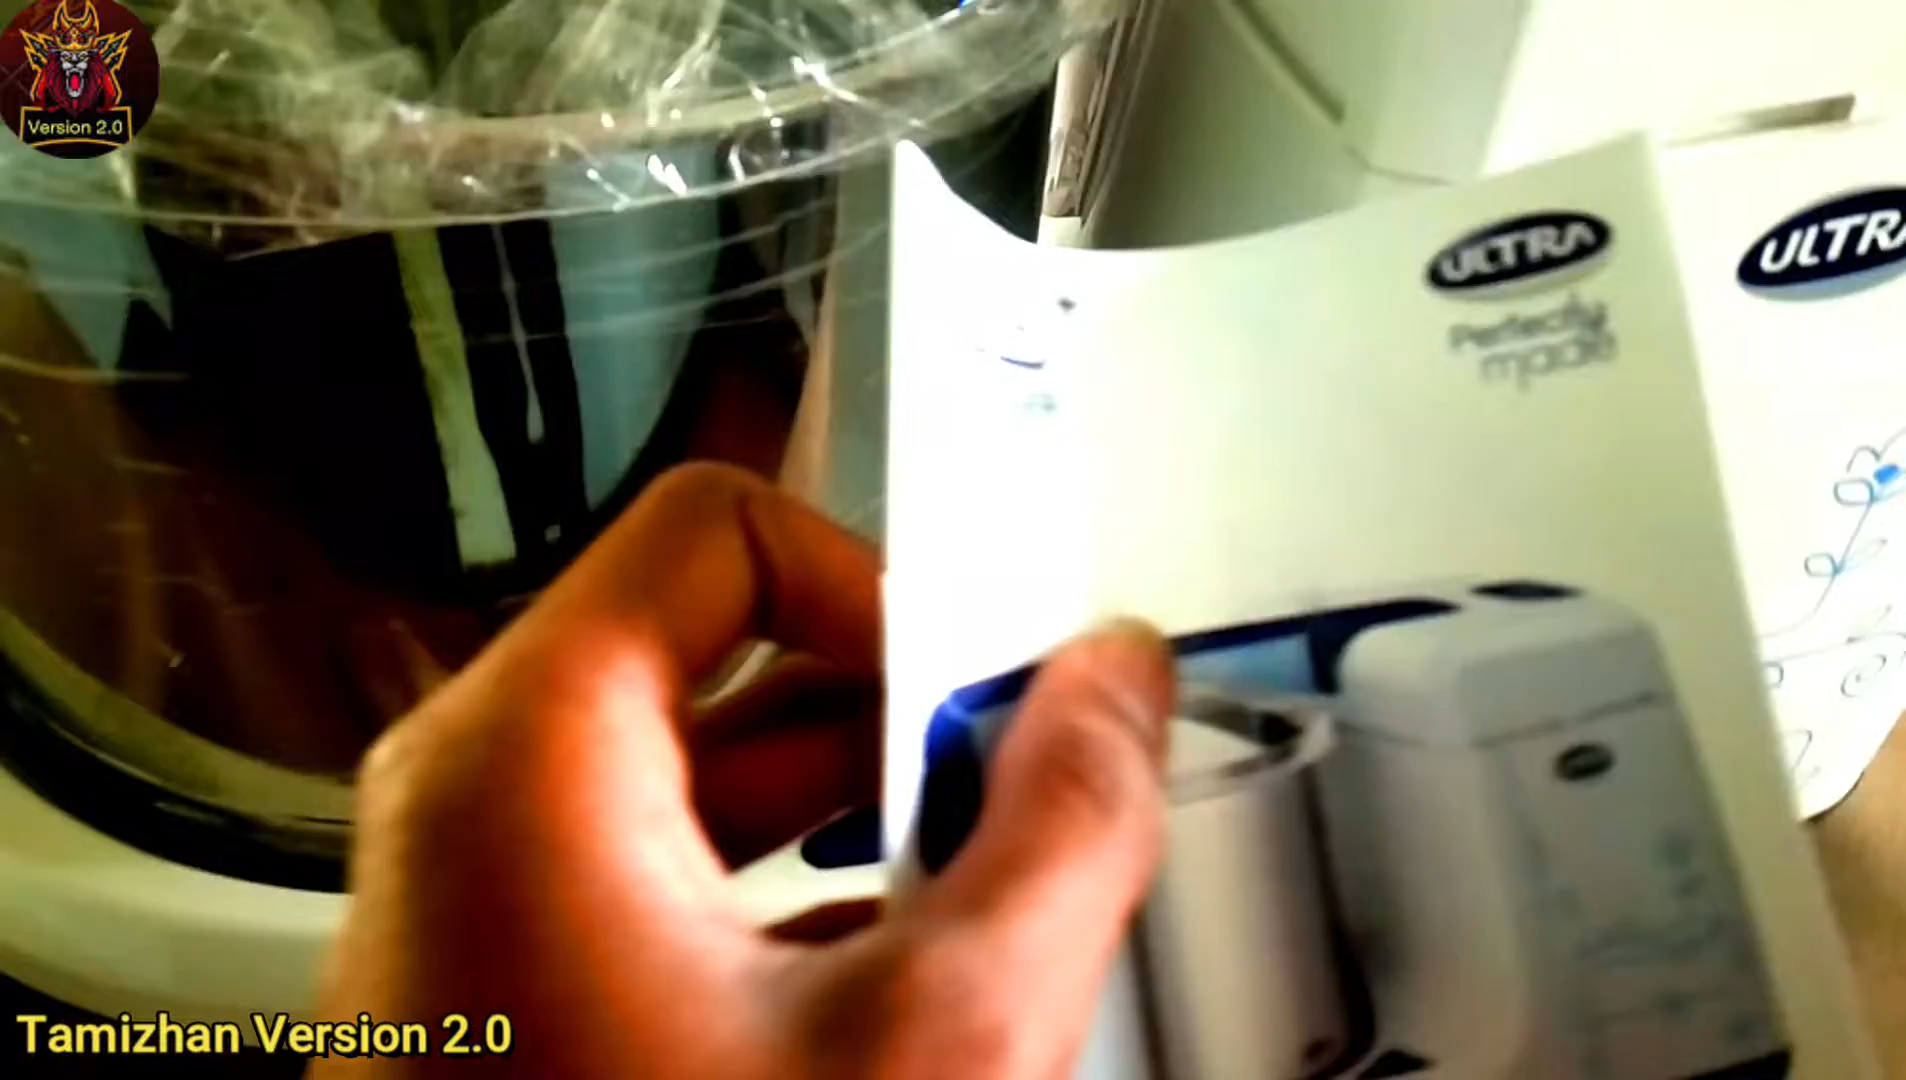 Version 2.0
ULTRA
Perfectly
made
ULTRA
Tamizhan Version 2.0